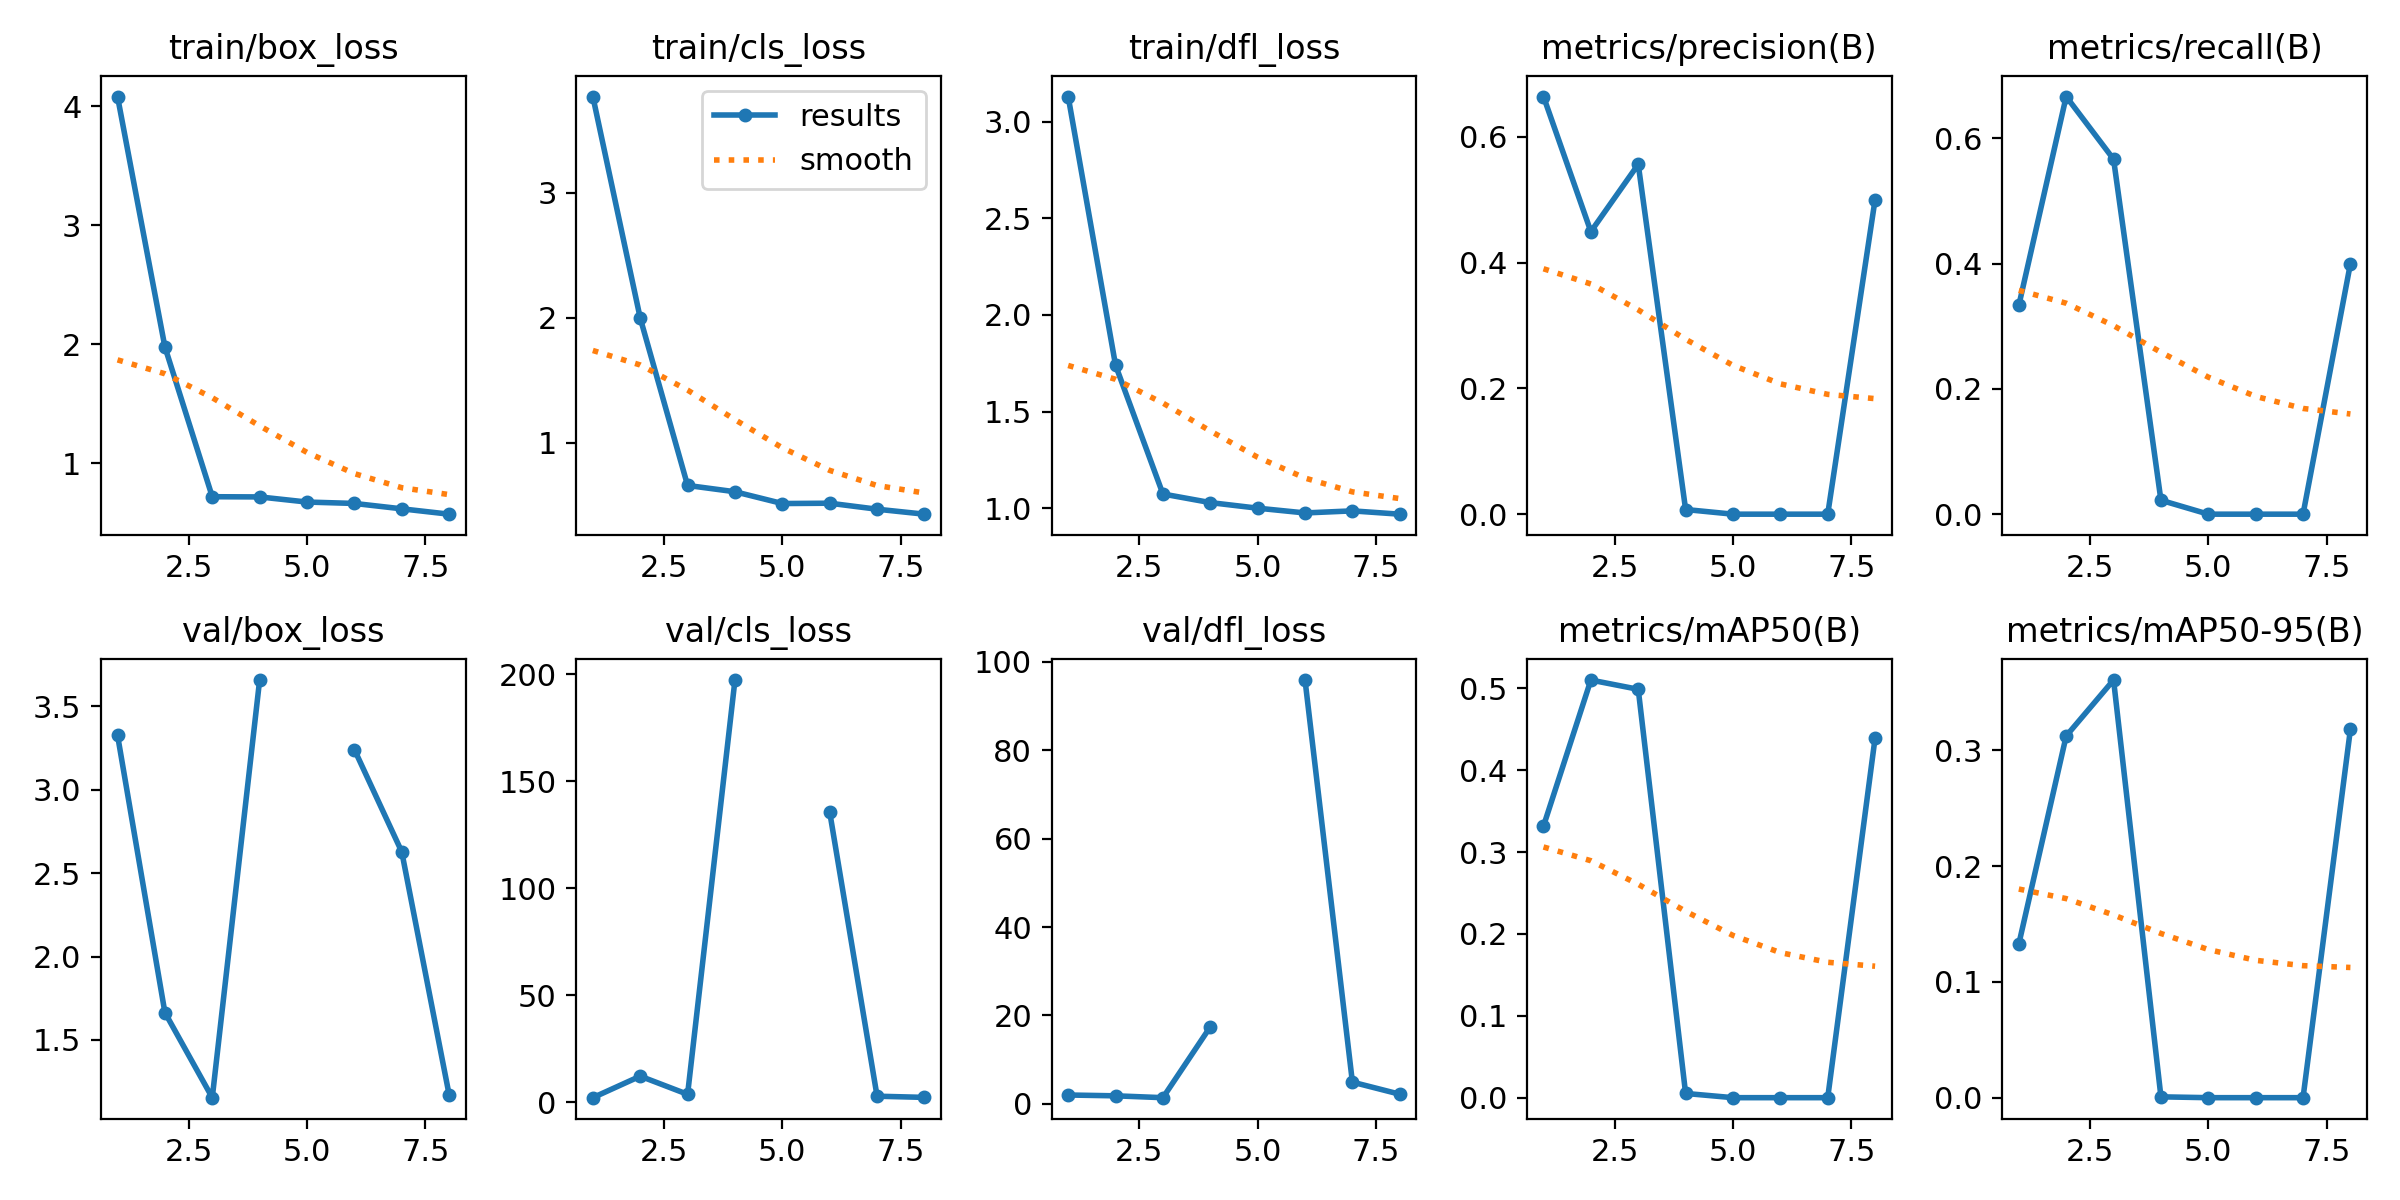 train/box_loss
train/cls_loss
train/dfl_loss
metrics/precision(B)
metrics/recall(B)
4
3
2
1
2.5 5.0 7.5
results
smooth
3
2
1
2.5 5.0 7.5
3.0
2.5
2.0
1.5
1.0
2.5 5.0 7.5
0.6
0.4
0.2
0.0
2.5 5.0 7.5
0.6
0.4
0.2
0.0
2.5 5.0 7.5
val/box_loss
val/cls_loss
val/dfl_loss
metrics/mAP50(B)
metrics/mAP50-95(B)
3.5
3.0
2.5
2.0
1.5
2.5 5.0 7.5
200
150
100
50
0
2.5 5.0 7.5
100
80
60
40
20
0
2.5 5.0 7.5
0.5
0.4
0.3
0.2
0.1
0.0
2.5 5.0 7.5
0.3
0.2
0.1
0.0
2.5 5.0 7.5